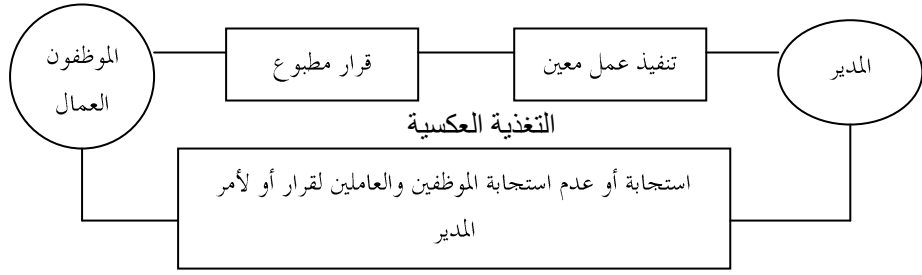 المدير
تنفيذ عمل معين
قرار مطبوع
الموظفون
العمال
التغذية العكسية
استجابة أو عدم استجابة الموظفين والعاملين لقرار أو لأمر
المدير